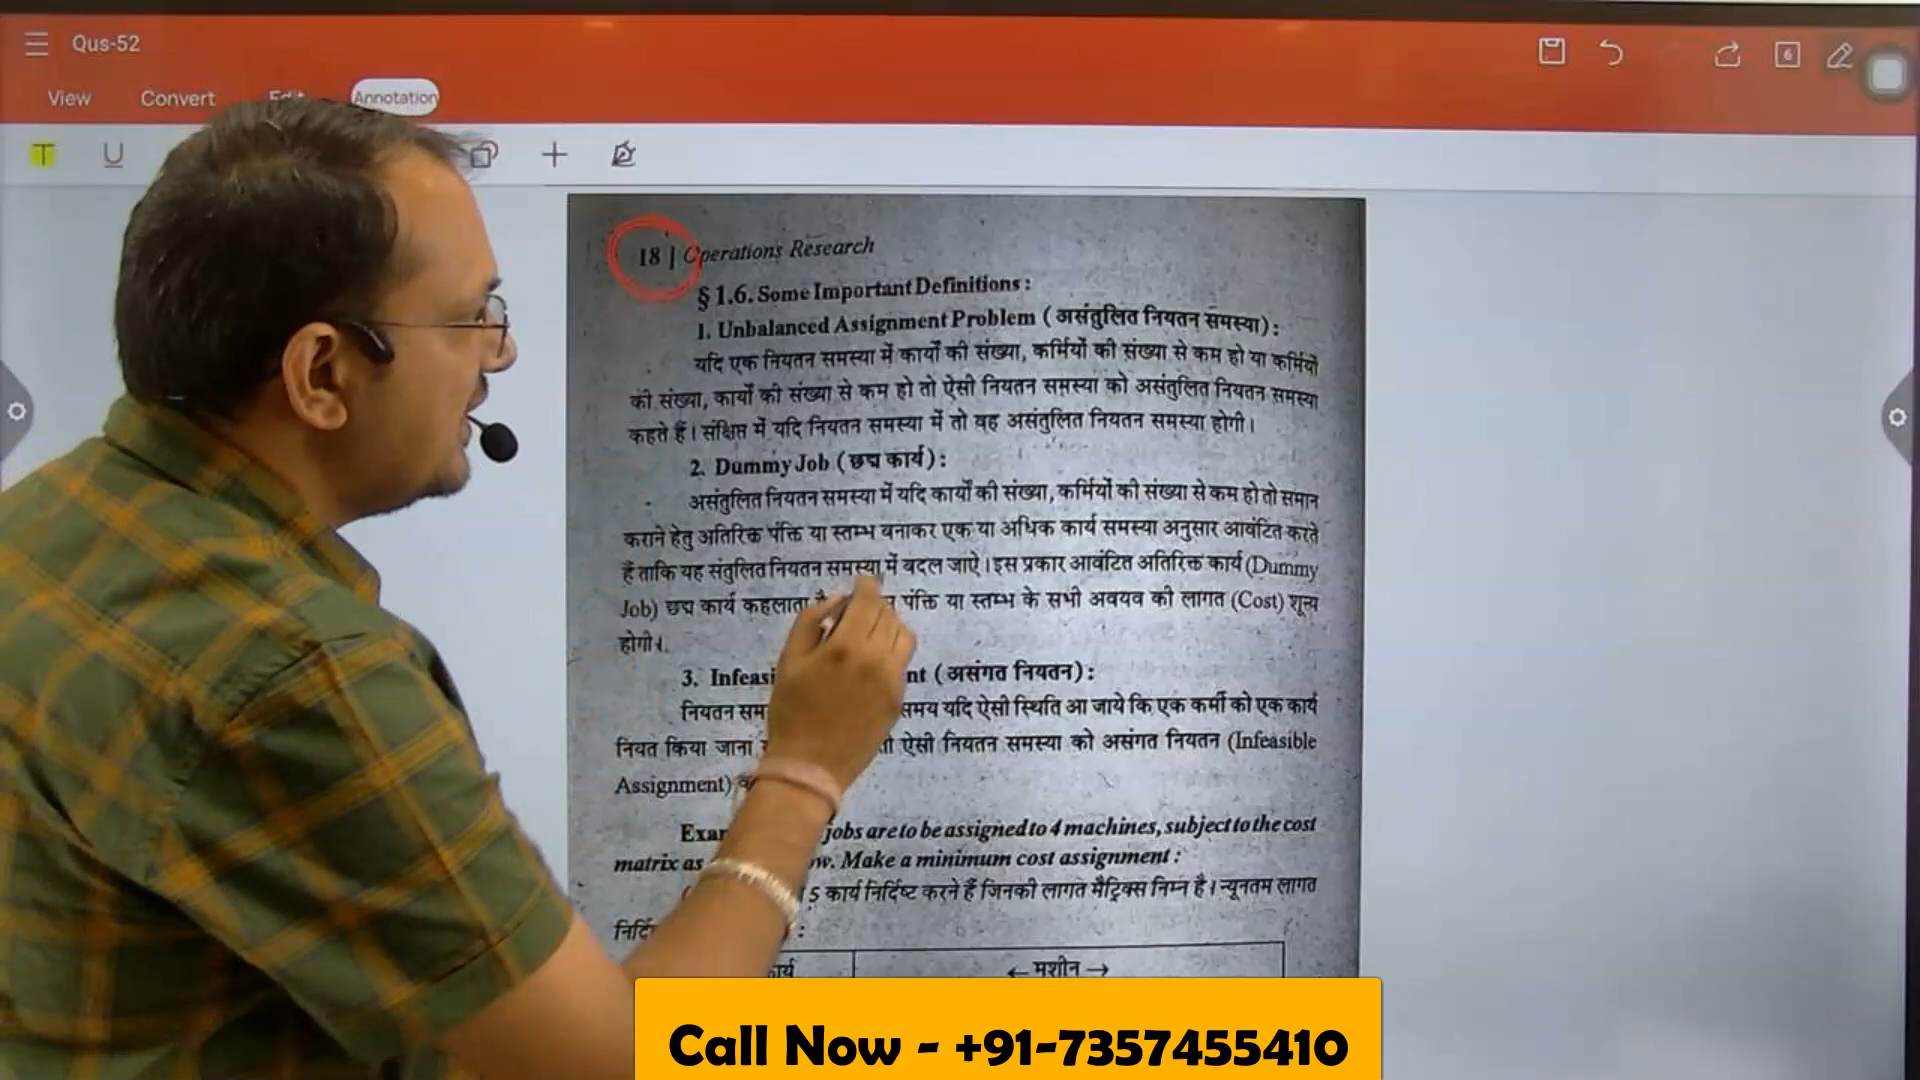 Qus-52
6
View Convert Edit Annotation
T U
18 | Operations Research
§ 1.6. Some Important Definitions :
1. Unbalanced Assignment Problem ( असंतुलित नियतन समस्या ) :
यदि एक नियतन समस्या में कार्यों की संख्या, कर्मियों की संख्या से कम हो या कर्मियों
की संख्या, कार्यों की संख्या से कम हो तो ऐसी नियतन समस्या को असंतुलित नियतन समस्या
कहते हैं। संक्षिप्त में यदि नियतन समस्या में तो वह असंतुलित नियतन समस्या होगी।
2. Dummy Job ( छद्म कार्य ) :
असंतुलित नियतन समस्या में यदि कार्यों की संख्या, कर्मियों की संख्या से कम हो तो समान
कराने हेतु अतिरिक्त पंक्ति या स्तम्भ बनाकर एक या अधिक कार्य समस्या अनुसार आवंटित करते
हैं ताकि यह संतुलित नियतन समस्या में बदल जाऐ। इस प्रकार आवंटित अतिरिक्त कार्य (Dummy
Job) छद्म कार्य कहलाता पंक्ति या स्तम्भ के सभी अवयव की लागत (Cost) शून्य
होगी।
3. ( असंगत नियतन ) :
नियतन समय यदि ऐसी स्थिति आ जाये कि एक कर्मी को एक कार्य
नियत किया जाना ऐसी नियतन समस्या को असंगत नियतन (Infeasible
Assignment)
jobs are to be assigned to 4 machines, subject to the cost
matrix as Make a minimum cost assignment :
5 कार्य निर्दिष्ट करने हैं जिनकी लागत मैट्रिक्स निम्न है। न्यूनतम लागत
:
← मशीन →
Call Now - +91-7357455410